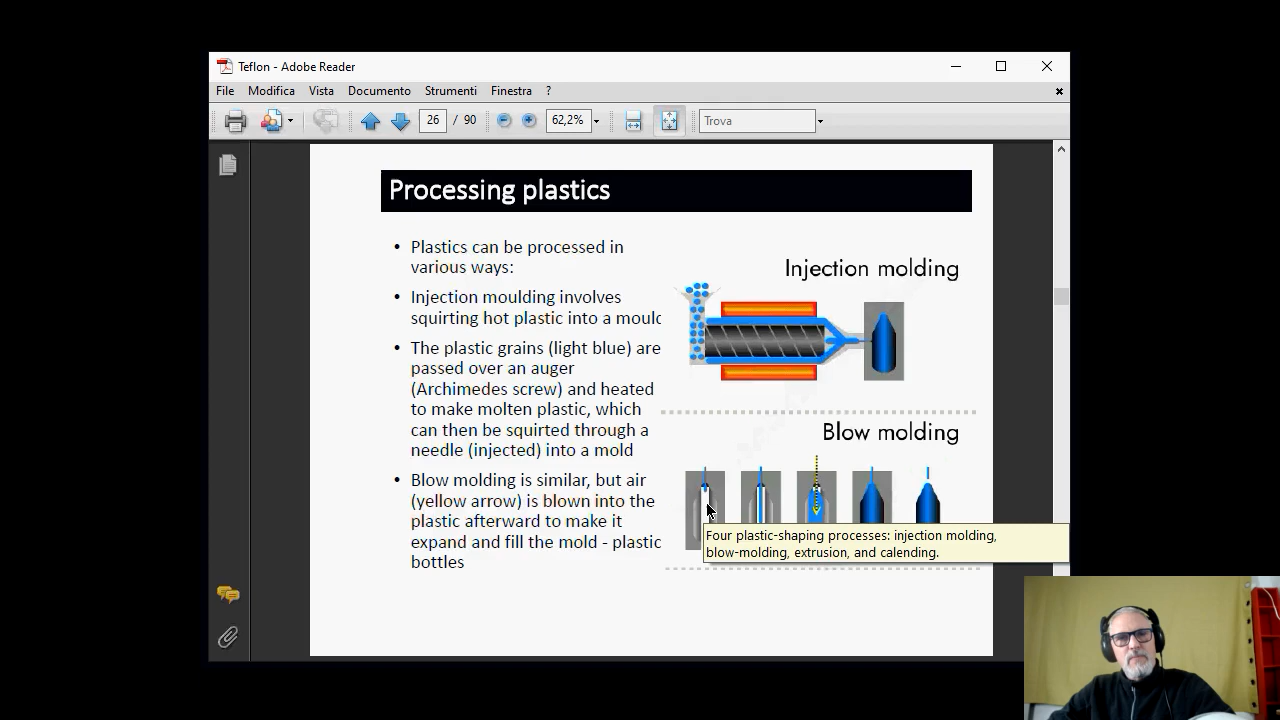 Teflon - Adobe Reader
File Modifica Vista Documento Strumenti Finestra ?
26 / 90 62,2% Trova
Processing plastics
• Plastics can be processed in
various ways:
• Injection moulding involves
squirting hot plastic into a mould
• The plastic grains (light blue) are
passed over an auger
(Archimedes screw) and heated
to make molten plastic, which
can then be squirted through a
needle (injected) into a mold
• Blow molding is similar, but air
(yellow arrow) is blown into the
plastic afterward to make it
expand and fill the mold - plastic
bottles
Injection molding
Blow molding
Four plastic-shaping processes: injection molding,
blow-molding, extrusion, and calending.